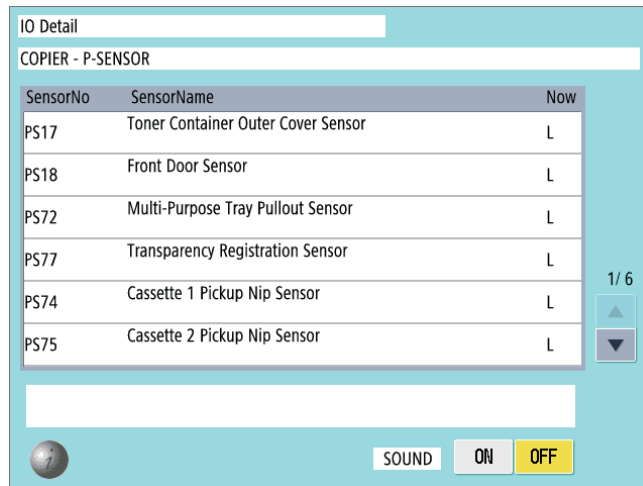 IO Detail
COPIER - P-SENSOR
SensorNo SensorName Now
PS17 Toner Container Outer Cover Sensor L
PS18 Front Door Sensor L
PS72 Multi-Purpose Tray Pullout Sensor L
PS77 Transparency Registration Sensor L
1/ 6
PS74 Cassette 1 Pickup Nip Sensor L
PS75 Cassette 2 Pickup Nip Sensor L
i
SOUND ON OFF